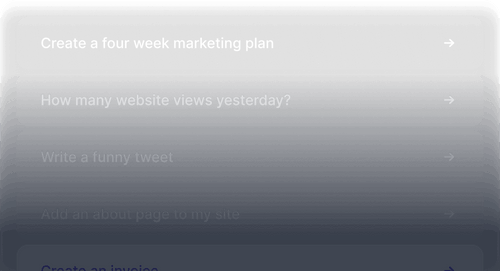 Create a four week marketing plan
How many website views yesterday?
Write a funny tweet
Add an about page to my site
Create an invoice